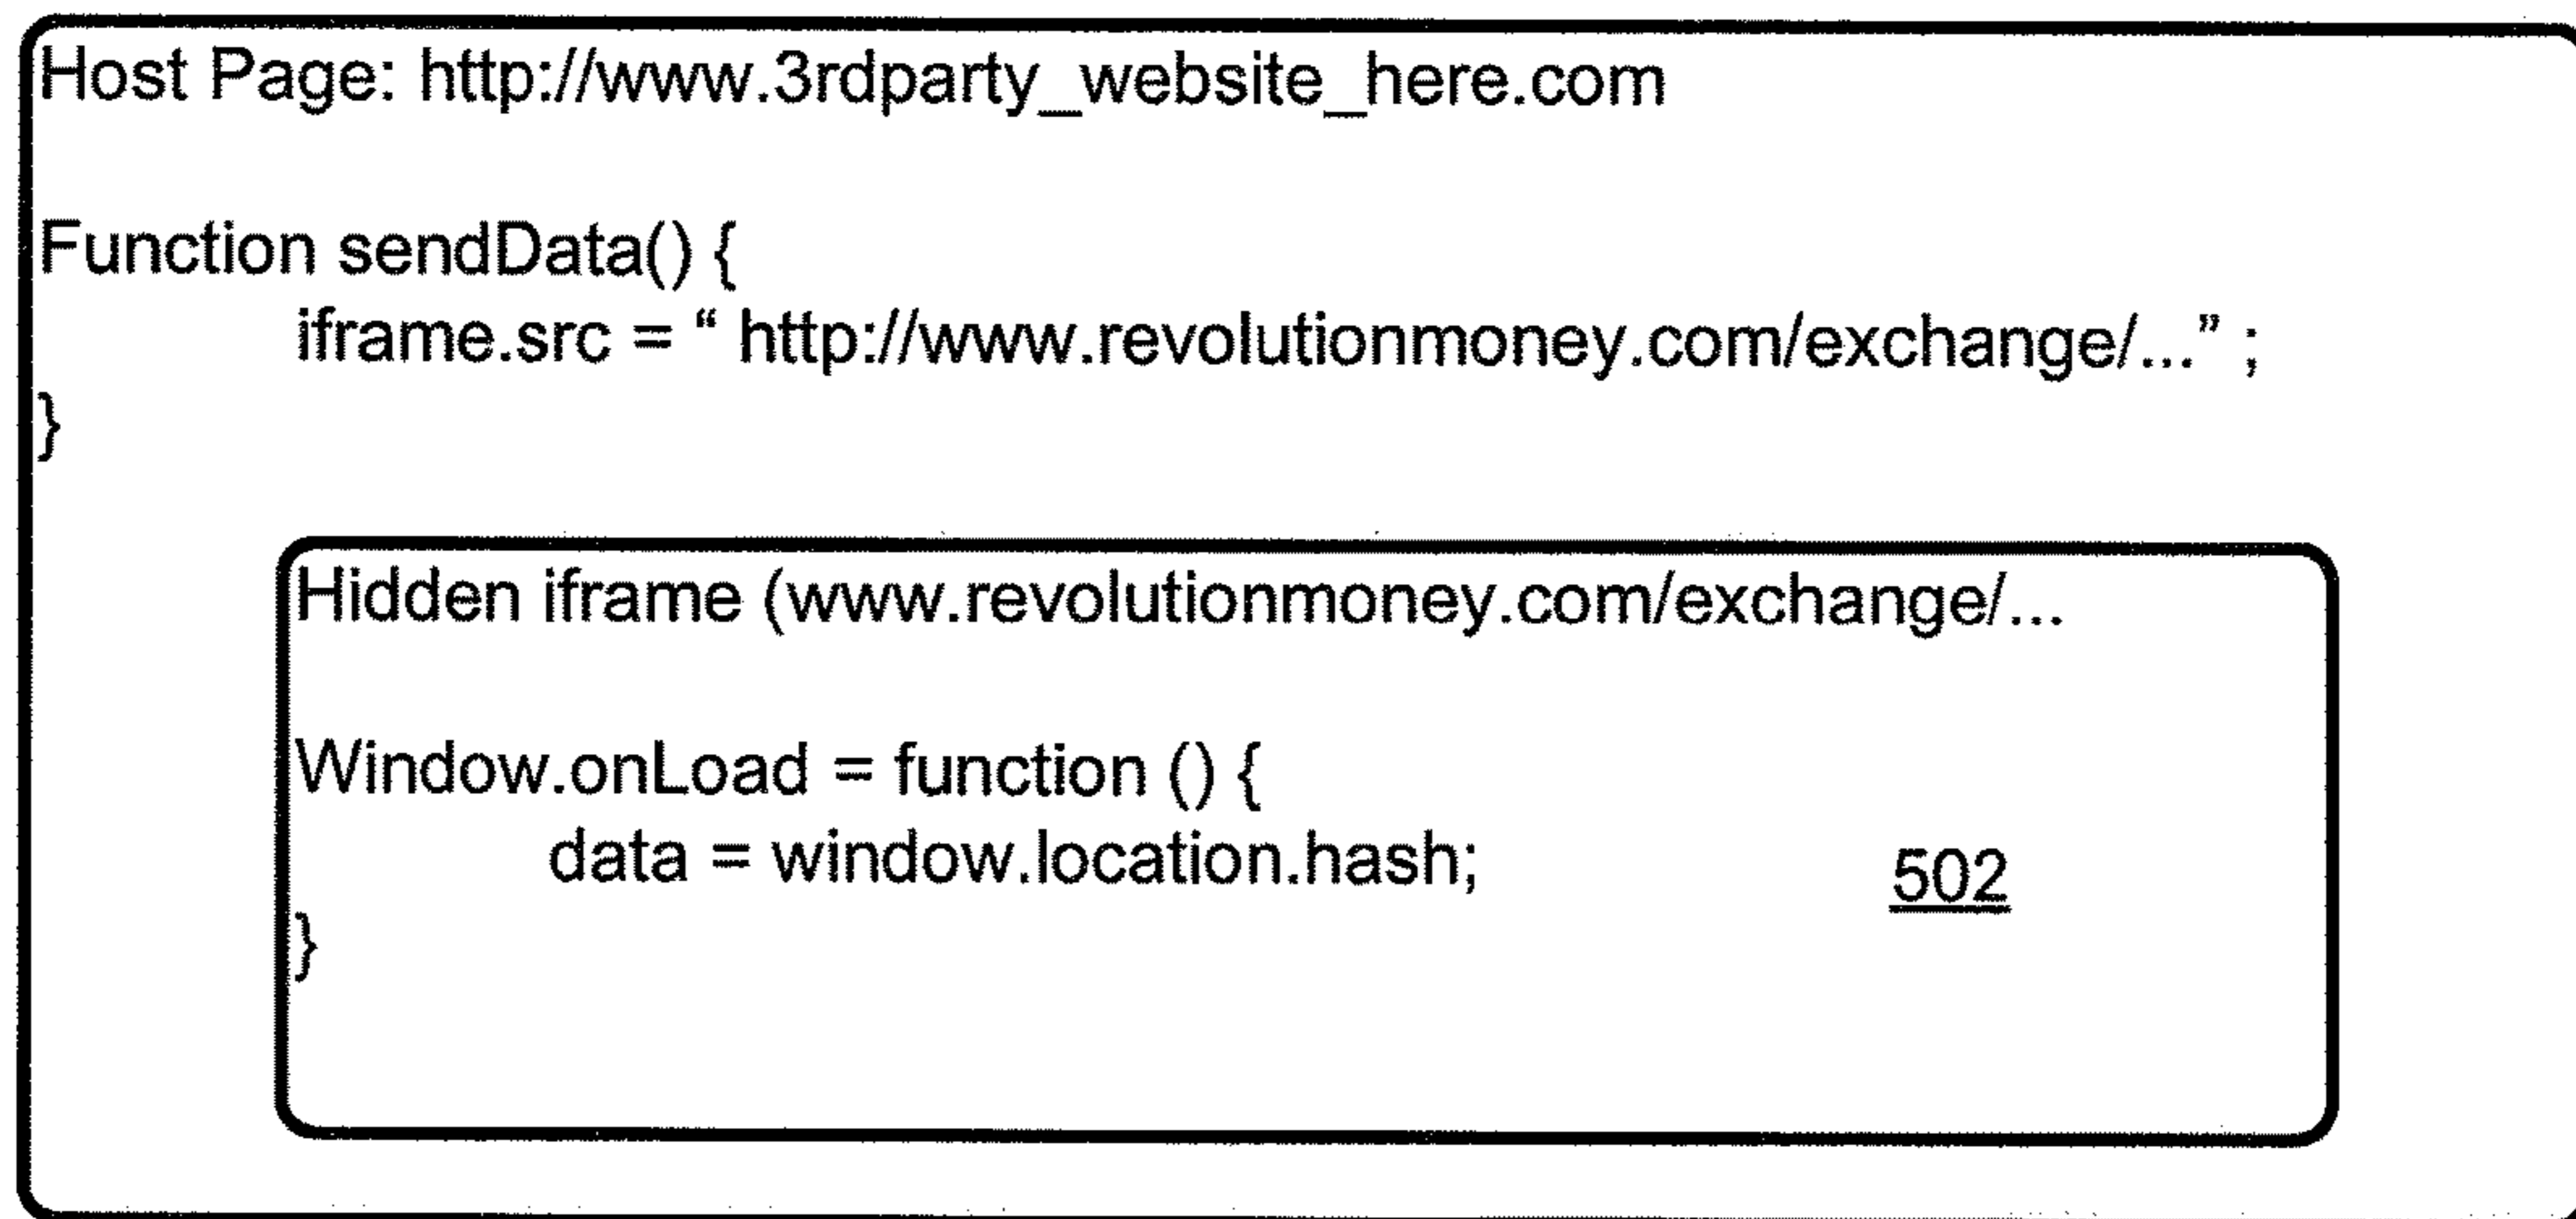 Host Page: http://www.3rdparty_website_here.com
Function sendData() {
iframe.src = “ http://www.revolutionmoney.com/exchange/...” ;
}
Hidden iframe (www.revolutionmoney.com/exchange/...
Window.onLoad = function () {
data = window.location.hash;
502
}